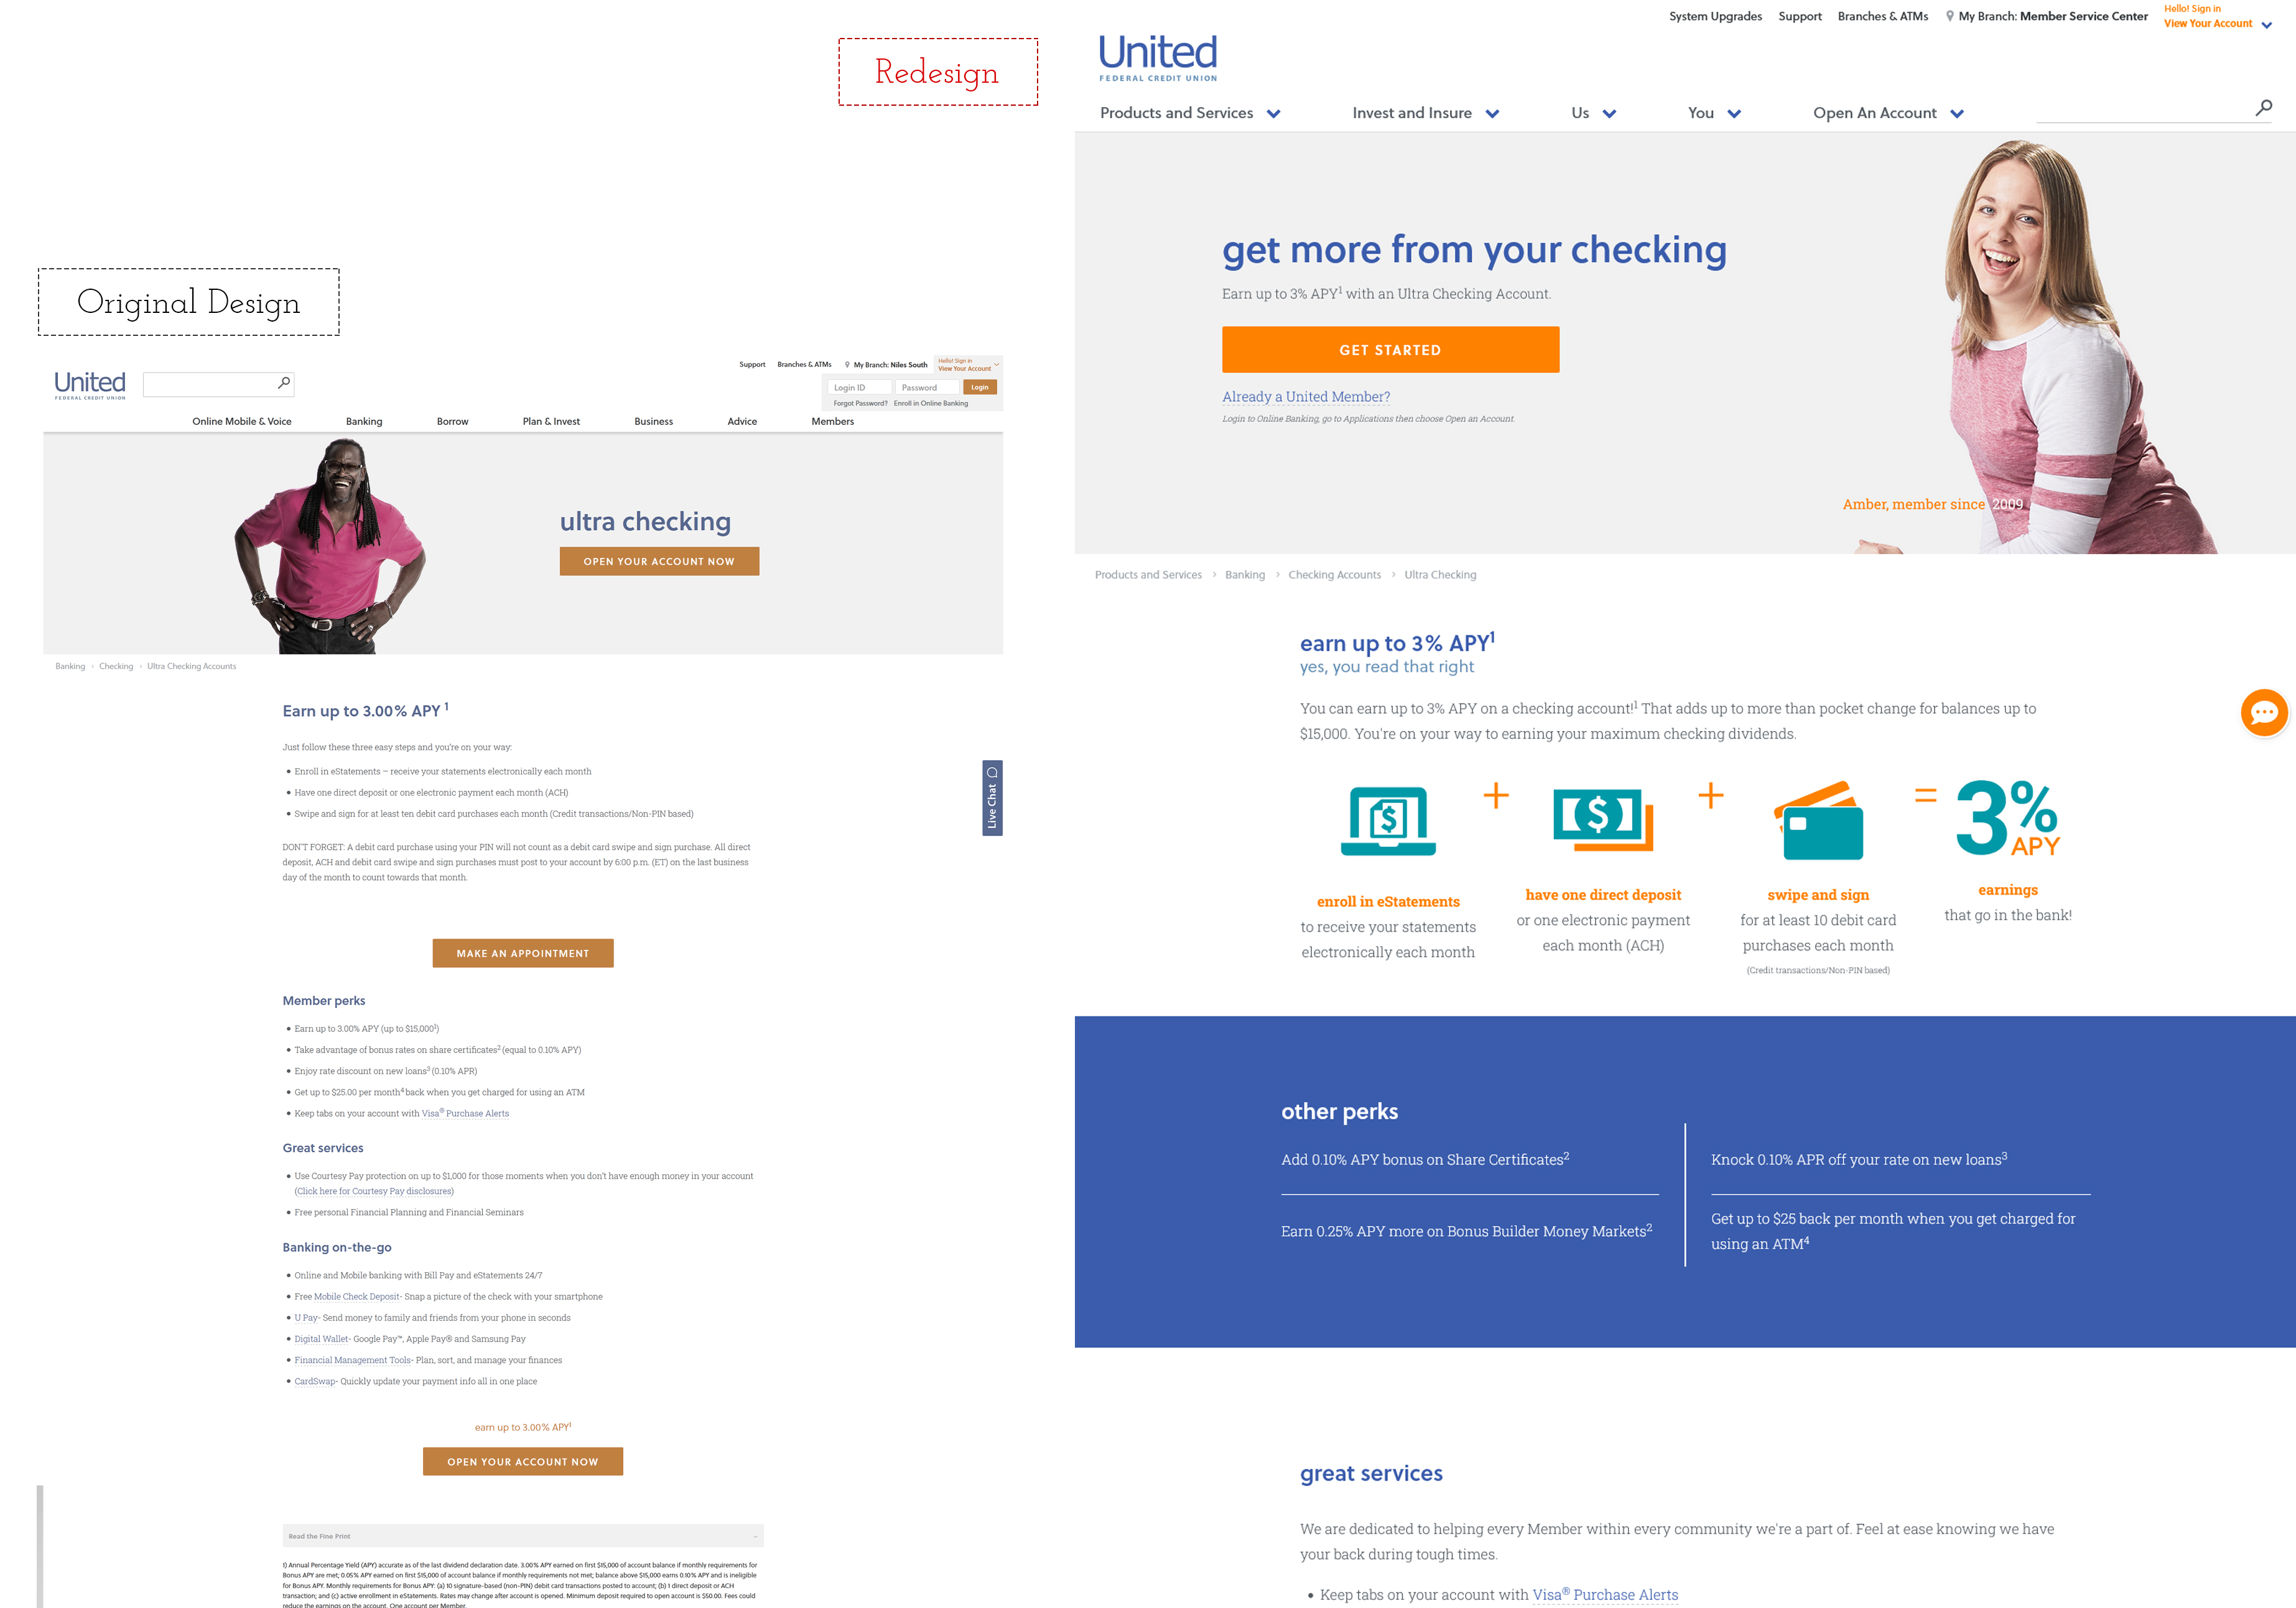 Redesign
Original Design
United
FEDERAL CREDIT UNION
Support Branches & ATMs My Branch: Niles South
Hello! Sign in
View Your Account
Login ID Password Login
Forgot Password? Enroll in Online Banking
Online Mobile & Voice Banking Borrow Plan & Invest Business Advice Members
ultra checking
OPEN YOUR ACCOUNT NOW
Banking › Checking › Ultra Checking Accounts
Earn up to 3.00% APY 1
Just follow these three easy steps and you're on your way:
• Enroll in eStatements – receive your statements electronically each month
• Have one direct deposit or one electronic payment each month (ACH)
• Swipe and sign for at least ten debit card purchases each month (Credit transactions/Non-PIN based)
DON'T FORGET: A debit card purchase using your PIN will not count as a debit card swipe and sign purchase. All direct
deposit, ACH and debit card swipe and sign purchases must post to your account by 6:00 p.m. (ET) on the last business
day of the month to count towards that month.
Live Chat
MAKE AN APPOINTMENT
Member perks
• Earn up to 3.00% APY (up to $15,000¹)
• Take advantage of bonus rates on share certificates² (equal to 0.10% APY)
• Enjoy rate discount on new loans³ (0.10% APR)
• Get up to $25.00 per month⁴ back when you get charged for using an ATM
• Keep tabs on your account with Visa® Purchase Alerts
Great services
• Use Courtesy Pay protection on up to $1,000 for those moments when you don't have enough money in your account
(Click here for Courtesy Pay disclosures)
• Free personal Financial Planning and Financial Seminars
Banking on-the-go
• Online and Mobile banking with Bill Pay and eStatements 24/7
• Free Mobile Check Deposit- Snap a picture of the check with your smartphone
• U Pay- Send money to family and friends from your phone in seconds
• Digital Wallet- Google Pay™, Apple Pay® and Samsung Pay
• Financial Management Tools- Plan, sort, and manage your finances
• CardSwap- Quickly update your payment info all in one place
earn up to 3.00% APY¹
OPEN YOUR ACCOUNT NOW
Read the Fine Print
1) Annual Percentage Yield (APY) accurate as of the last dividend declaration date. 3.00% APY earned on first $15,000 of account balance if monthly requirements for
Bonus APY are met; 0.05% APY earned on first $15,000 of account balance if monthly requirements not met; balance above $15,000 earns 0.10% APY and is ineligible
for Bonus APY. Monthly requirements for Bonus APY: (a) 10 signature-based (non-PIN) debit card transactions posted to account; (b) 1 direct deposit or ACH
transaction; and (c) active enrollment in eStatements. Rates may change after account is opened. Minimum deposit required to open account is $50.00. Fees could
reduce the earnings on the account. One account per Member.
System Upgrades Support Branches & ATMs My Branch: Member Service Center
Hello! Sign in
View Your Account
United
FEDERAL CREDIT UNION
Products and Services Invest and Insure Us You Open An Account
get more from your checking
Earn up to 3% APY¹ with an Ultra Checking Account.
GET STARTED
Already a United Member?
Login to Online Banking, go to Applications then choose Open an Account.
Amber, member since 2009
Products and Services › Banking › Checking Accounts › Ultra Checking
earn up to 3% APY¹
yes, you read that right
You can earn up to 3% APY on a checking account!¹ That adds up to more than pocket change for balances up to
$15,000. You're on your way to earning your maximum checking dividends.
$ + $ + = 3% APY
enroll in eStatements
to receive your statements
electronically each month
have one direct deposit
or one electronic payment
each month (ACH)
swipe and sign
for at least 10 debit card
purchases each month
(Credit transactions/Non-PIN based)
earnings
that go in the bank!
other perks
Add 0.10% APY bonus on Share Certificates²
Earn 0.25% APY more on Bonus Builder Money Markets²
Knock 0.10% APR off your rate on new loans³
Get up to $25 back per month when you get charged for
using an ATM⁴
great services
We are dedicated to helping every Member within every community we're a part of. Feel at ease knowing we have
your back during tough times.
• Keep tabs on your account with Visa® Purchase Alerts